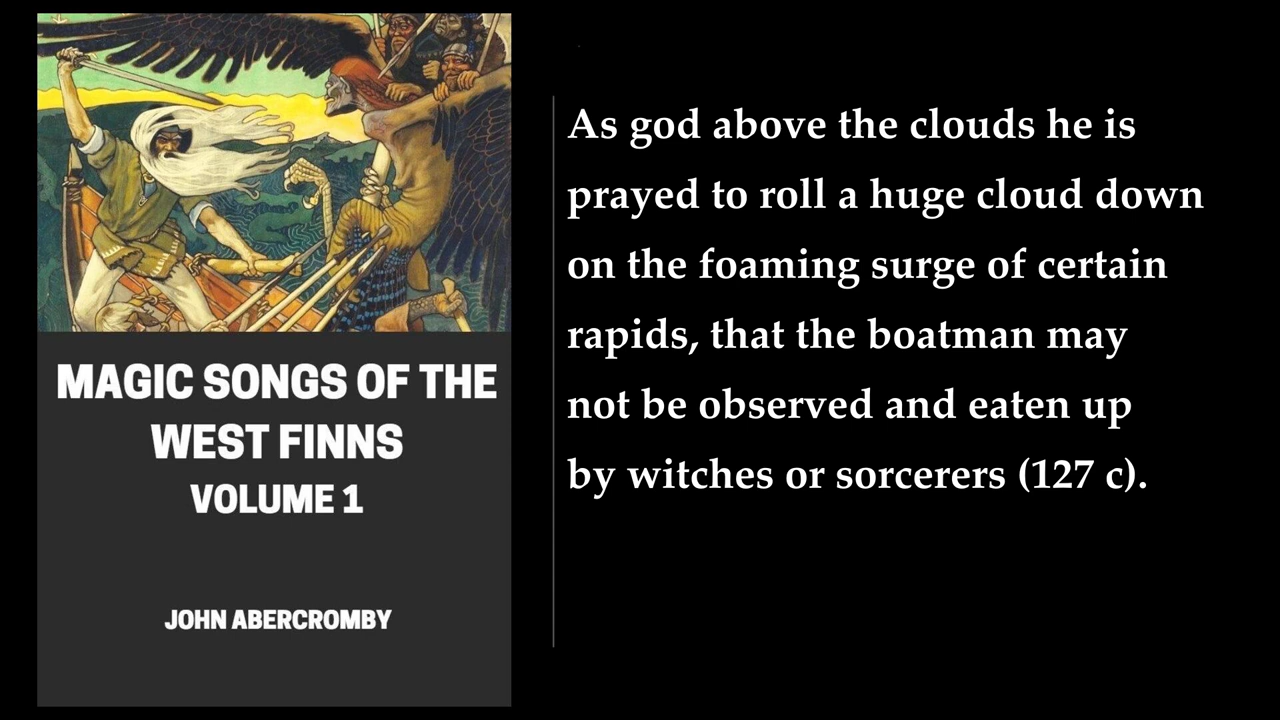 MAGIC SONGS OF THE
WEST FINNS
VOLUME 1
JOHN ABERCROMBY
As god above the clouds he is
prayed to roll a huge cloud down
on the foaming surge of certain
rapids, that the boatman may
not be observed and eaten up
by witches or sorcerers (127 c).